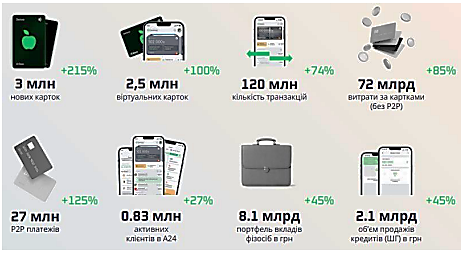 3 млн +215%
нових карток
2,5 млн +100%
віртуальних карток
120 млн +74%
кількість транзакцій
72 млрд +85%
витрати за картками
(без P2P)
27 млн +125%
P2P платежів
0.83 млн +27%
активних
клієнтів в А24
8.1 млрд +45%
портфель вкладів
фізосіб в грн
2.1 млрд +45%
об'єм продажів
кредитів (ШГ) в грн